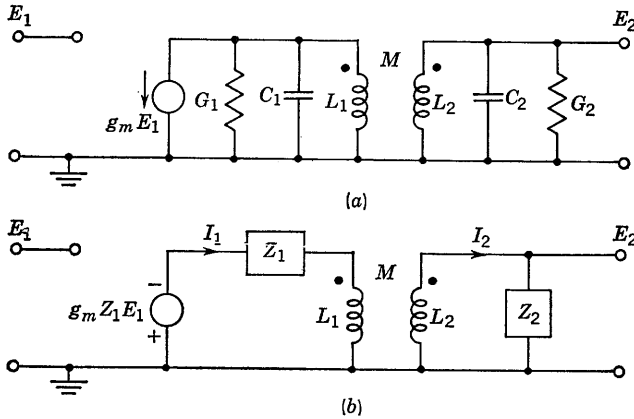 E₁ E₂
M
gₘE₁ G₁ C₁ L₁ L₂ C₂ G₂
(a)
E₁ I₁ Z₁ M I₂ E₂
−
gₘZ₁E₁ L₁ L₂ Z₂
+
(b)